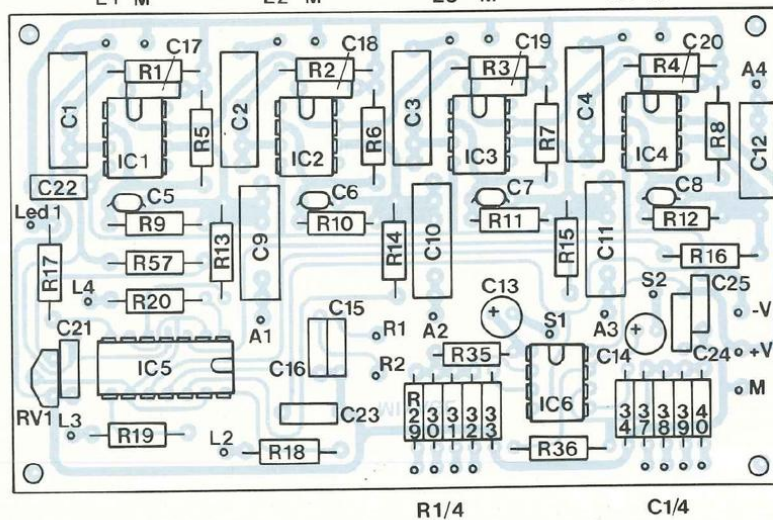 C17 C18 C19 C20
R1 R2 R3 R4 A4
C1 C2 C3 C4
R5 R6 R7 R8
IC1 IC2 IC3 IC4 C12
C22 C5 C6 C7 C8
Led1 R9 R10 R11 R12
R17 R57 R13 C9 R14 C10 R15 C11 R16
L4 R20 C13 S2 C25
C21 A1 C15 R1 A2 S1 A3 -V
IC5 C16 R2 R35 C14 C24 +V
RV1 IC6 M
L3 R19 L2 C23 R29 30 31 32 33 34 37 38 39 40
R18 R36
R1/4 C1/4